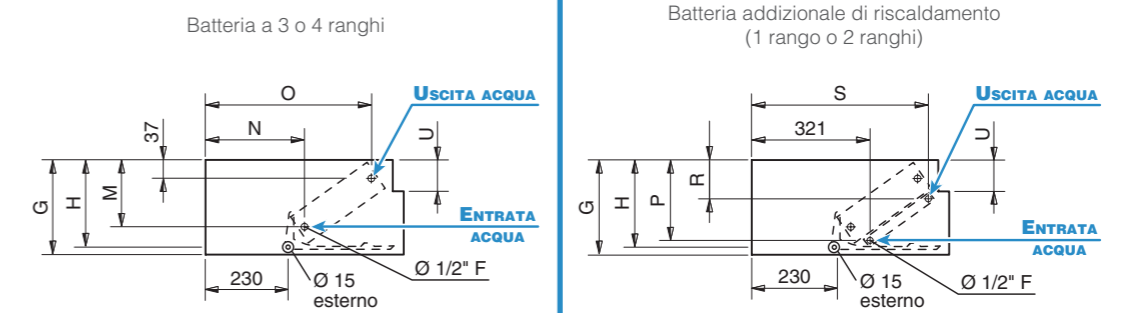 Batteria a 3 o 4 ranghi
O
USCITA ACQUA
37
N
U
G
H
M
ENTRATA
ACQUA
230
Ø 15
esterno
Ø 1/2" F
Batteria addizionale di riscaldamento
(1 rango o 2 ranghi)
S
USCITA ACQUA
321
U
R
G
H
P
ENTRATA
ACQUA
230
Ø 15
esterno
Ø 1/2" F